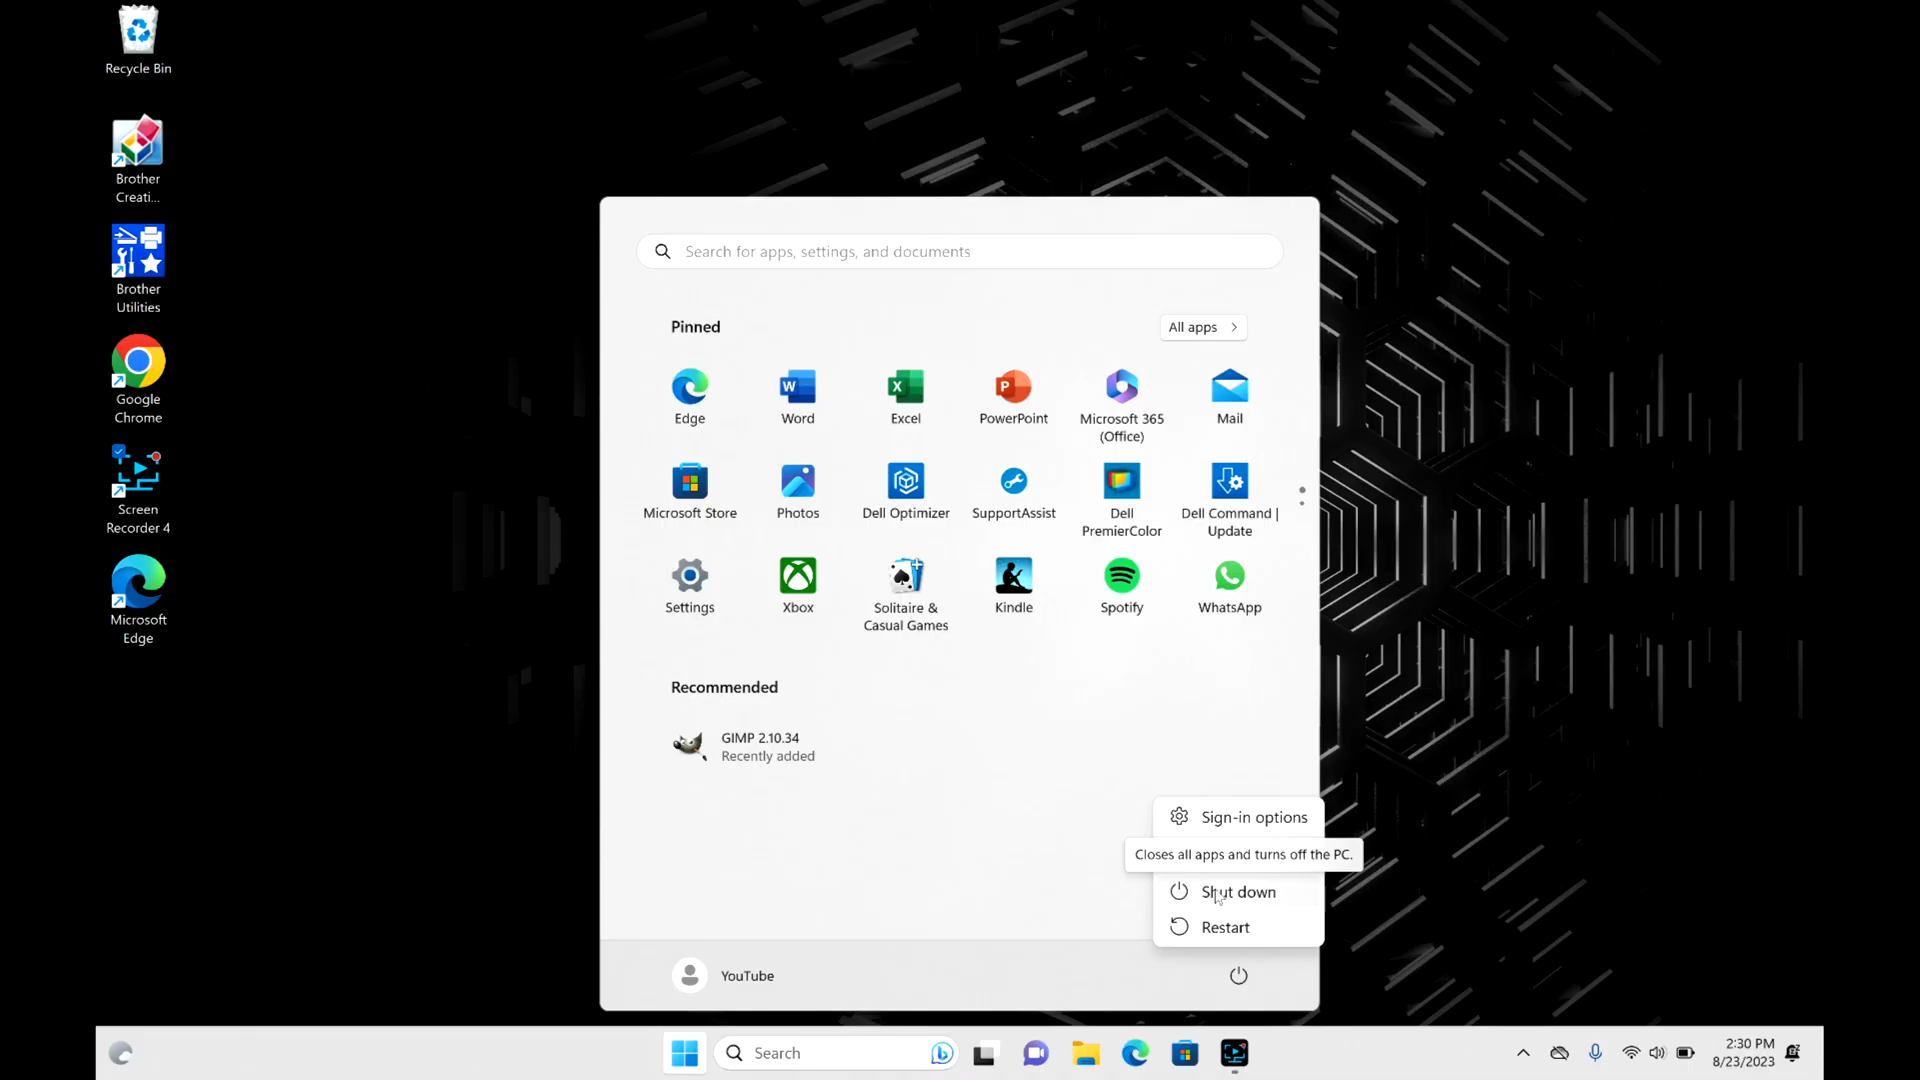 Recycle Bin
Brother
Creati...
Brother
Utilities
Google
Chrome
Screen
Recorder 4
Microsoft
Edge
Search for apps, settings, and documents
Pinned
All apps
Edge
Word
Excel
PowerPoint
Microsoft 365
(Office)
Mail
Microsoft Store
Photos
Dell Optimizer
SupportAssist
Dell
PremierColor
Dell Command |
Update
Settings
Xbox
Solitaire &
Casual Games
Kindle
Spotify
WhatsApp
Recommended
GIMP 2.10.34
Recently added
Sign-in options
Closes all apps and turns off the PC.
Shut down
Restart
YouTube
Search
2:30 PM
8/23/2023